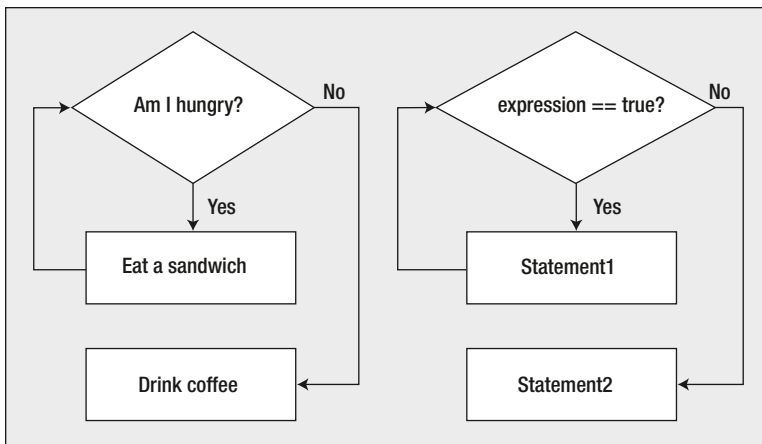 Am I hungry?
No
Yes
Eat a sandwich
Drink coffee
expression == true?
No
Yes
Statement1
Statement2